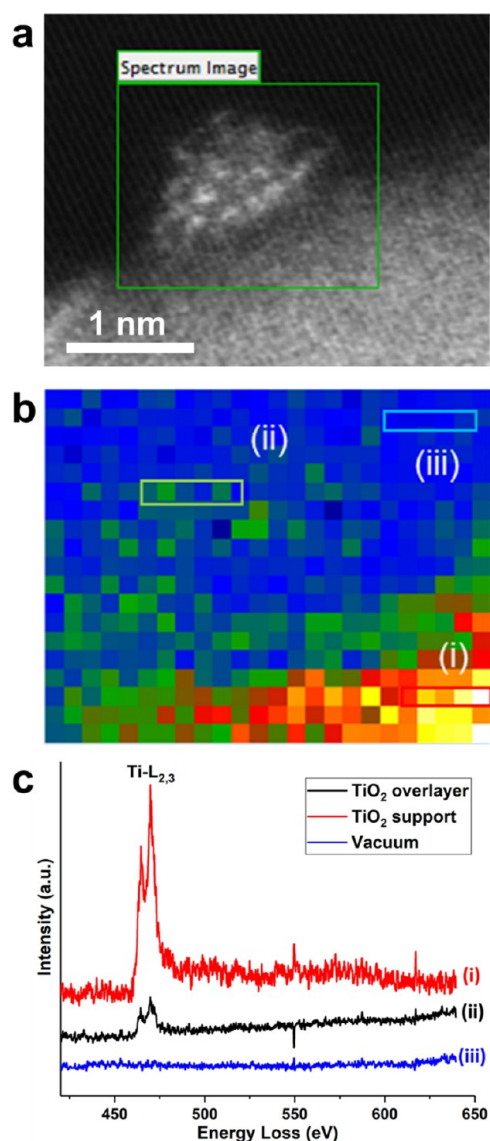 a
Spectrum Image
1 nm
b
(ii)
(iii)
(i)
c
Ti-L₂,₃
TiO₂ overlayer
TiO₂ support
Vacuum
(i)
(ii)
(iii)
Intensity (a.u.)
450 500 550 600 650
Energy Loss (eV)